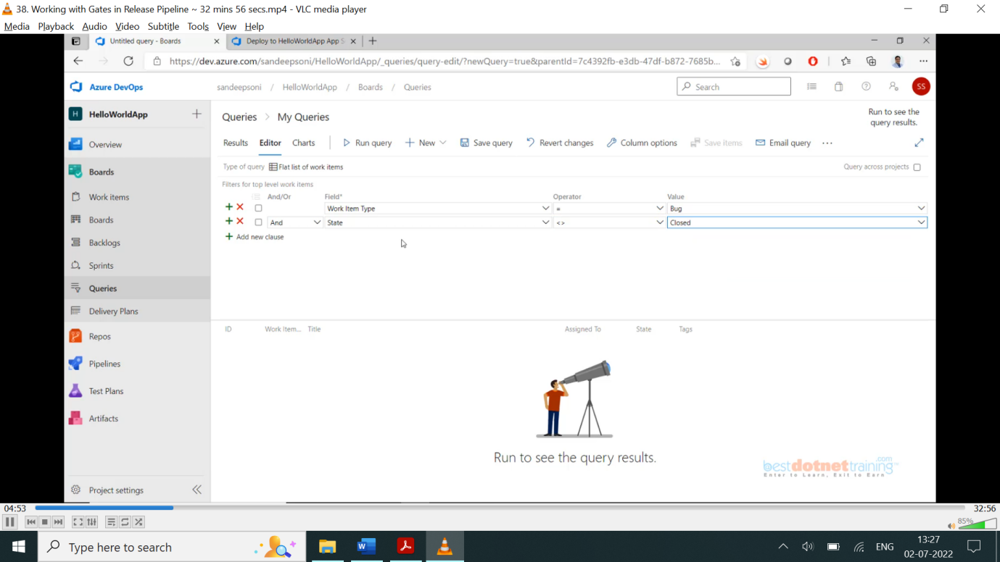 38. Working with Gates in Release Pipeline ~ 32 mins 56 secs.mp4 - VLC media player
Media Playback Audio Video Subtitle Tools View Help
Untitled query - Boards
Deploy to HelloWorldApp App S
https://dev.azure.com/sandeepsoni/HelloWorldApp/_queries/query-edit/?newQuery=true&parentId=7c4392fb-e3db-47df-b872-7685b...
Azure DevOps
sandeepsoni / HelloWorldApp / Boards / Queries
Search
SS
H HelloWorldApp
Overview
Boards
Work items
Boards
Backlogs
Sprints
Queries
Delivery Plans
Repos
Pipelines
Test Plans
Artifacts
Project settings
Queries > My Queries
Run to see the
query results.
Results Editor Charts Run query New Save query Revert changes Column options Save items Email query ...
Type of query Flat list of work items
Query across projects
Filters for top level work items
And/Or Field* Operator Value
Work Item Type = Bug
And State <> Closed
Add new clause
ID Work Item... Title Assigned To State Tags
Run to see the query results.
bestdotnettraining.com
Enter to Learn, Exit to Earn
04:53
32:56
85%
Type here to search
W
ENG
13:27
02-07-2022